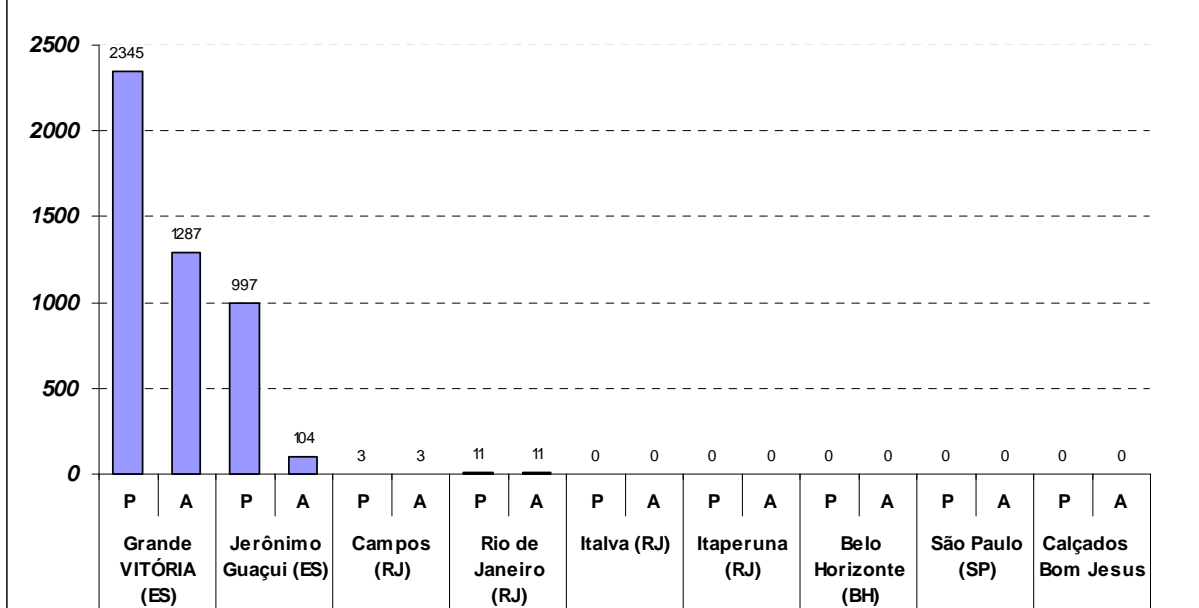 2500
2345
2000
1500
1287
997
1000
500
104
3 3 11 11 0 0 0 0 0 0 0 0 0 0
0
P A P A P A P A P A P A P A P A P A
Grande VITÓRIA (ES)
Jerônimo Guaçui (ES)
Campos (RJ)
Rio de Janeiro (RJ)
Italva (RJ)
Itaperuna (RJ)
Belo Horizonte (BH)
São Paulo (SP)
Calçados Bom Jesus